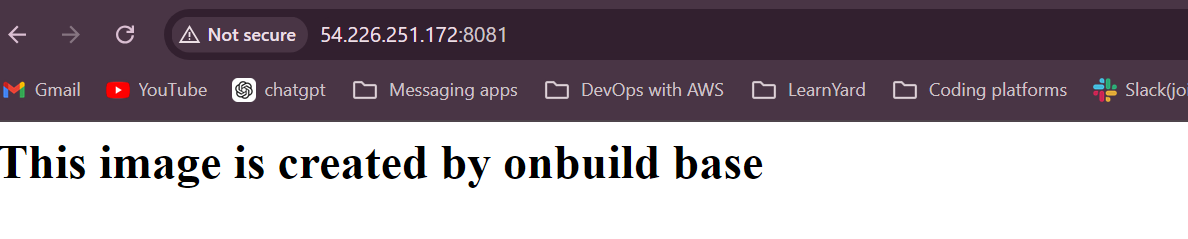 Not secure 54.226.251.172:8081
Gmail YouTube chatgpt Messaging apps DevOps with AWS LearnYard Coding platforms Slack(jo
This image is created by onbuild base